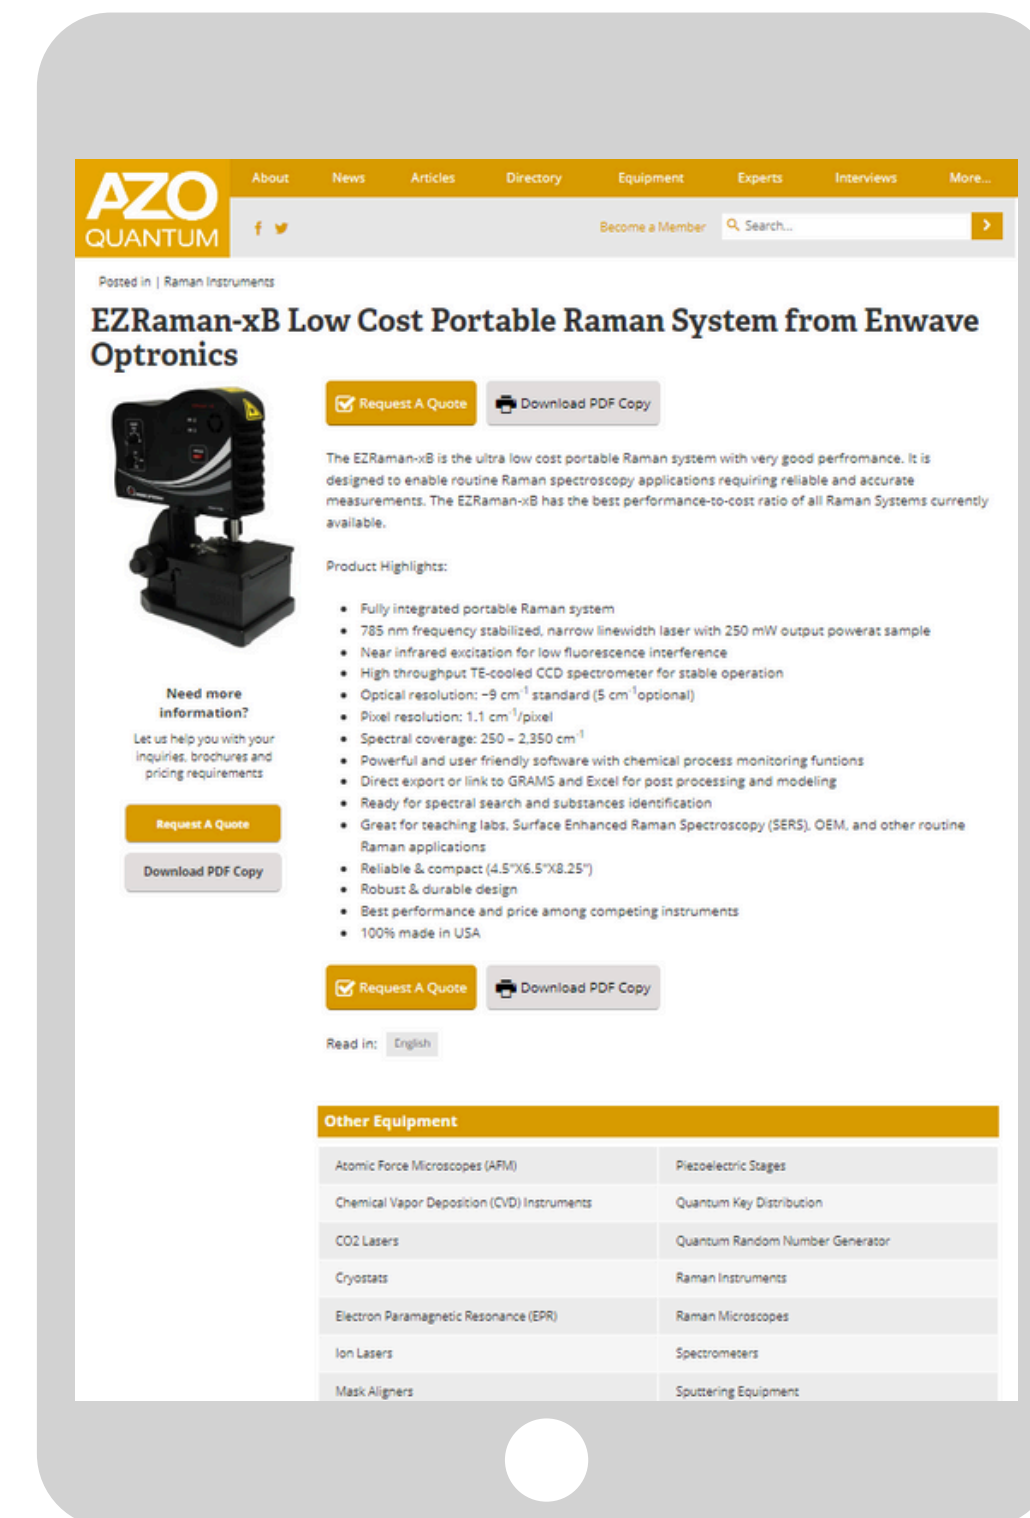 AZO
QUANTUM
About News Articles Directory Equipment Experts Interviews More...
Become a Member Search...
Posted in | Raman Instruments
EZRaman-xB Low Cost Portable Raman System from Enwave
Optronics
Request A Quote Download PDF Copy
The EZRaman-xB is the ultra low cost portable Raman system with very good perfromance. It is
designed to enable routine Raman spectroscopy applications requiring reliable and accurate
measurements. The EZRaman-xB has the best performance-to-cost ratio of all Raman Systems currently
available.
Product Highlights:
• Fully integrated portable Raman system
• 785 nm frequency stabilized, narrow linewidth laser with 250 mW output powerat sample
• Near infrared excitation for low fluorescence interference
• High throughput TE-cooled CCD spectrometer for stable operation
• Optical resolution: ~9 cm⁻¹ standard (5 cm⁻¹optional)
• Pixel resolution: 1.1 cm⁻¹/pixel
• Spectral coverage: 250 – 2,350 cm⁻¹
• Powerful and user friendly software with chemical process monitoring funtions
• Direct export or link to GRAMS and Excel for post processing and modeling
• Ready for spectral search and substances identification
• Great for teaching labs, Surface Enhanced Raman Spectroscopy (SERS), OEM, and other routine
Raman applications
• Reliable & compact (4.5"X6.5"X8.25")
• Robust & durable design
• Best performance and price among competing instruments
• 100% made in USA
Need more
information?
Let us help you with your
inquiries, brochures and
pricing requirements
Request A Quote
Download PDF Copy
Request A Quote Download PDF Copy
Read in: English
Other Equipment
Atomic Force Microscopes (AFM) Piezoelectric Stages
Chemical Vapor Deposition (CVD) Instruments Quantum Key Distribution
CO2 Lasers Quantum Random Number Generator
Cryostats Raman Instruments
Electron Paramagnetic Resonance (EPR) Raman Microscopes
Ion Lasers Spectrometers
Mask Aligners Sputtering Equipment